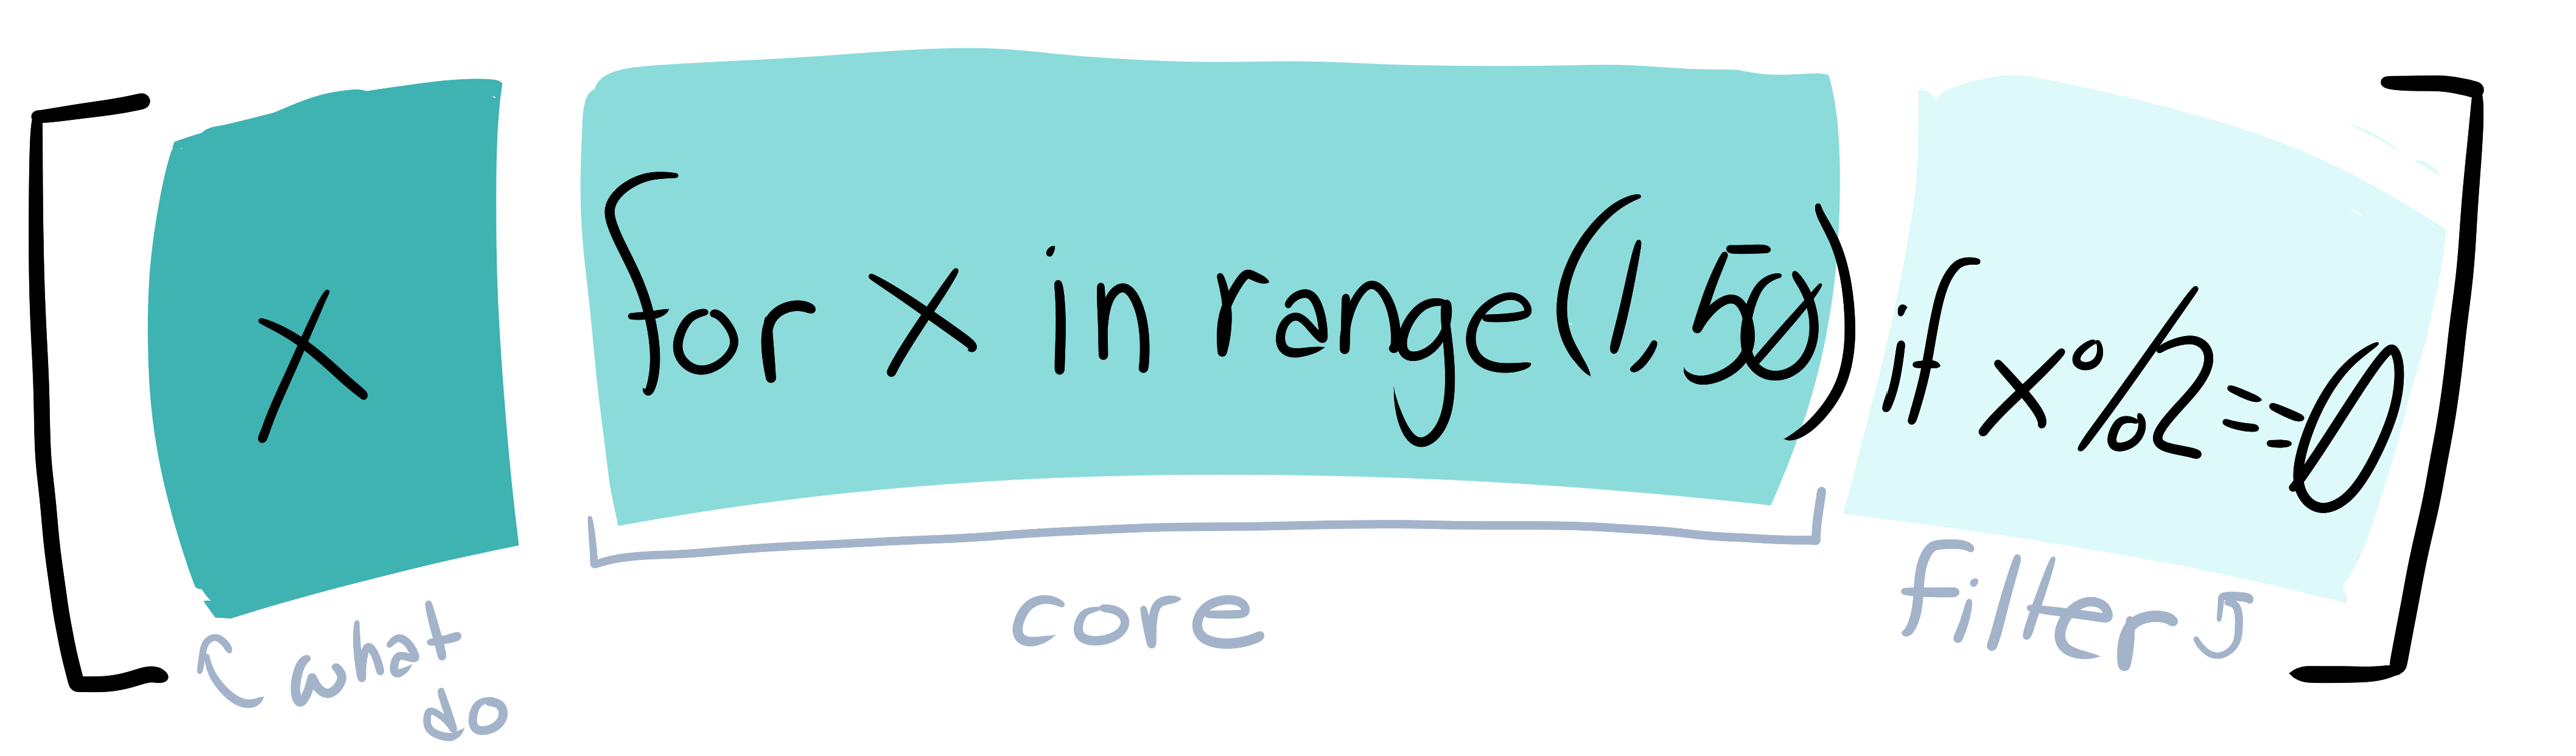 [ x for x in range(1,50) if x%2==0 ]
what do
core
filter